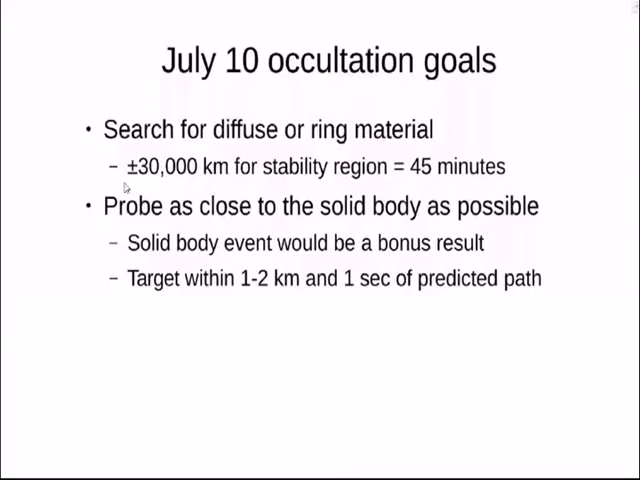 July 10 occultation goals
• Search for diffuse or ring material
– ±30,000 km for stability region = 45 minutes
• Probe as close to the solid body as possible
– Solid body event would be a bonus result
– Target within 1-2 km and 1 sec of predicted path